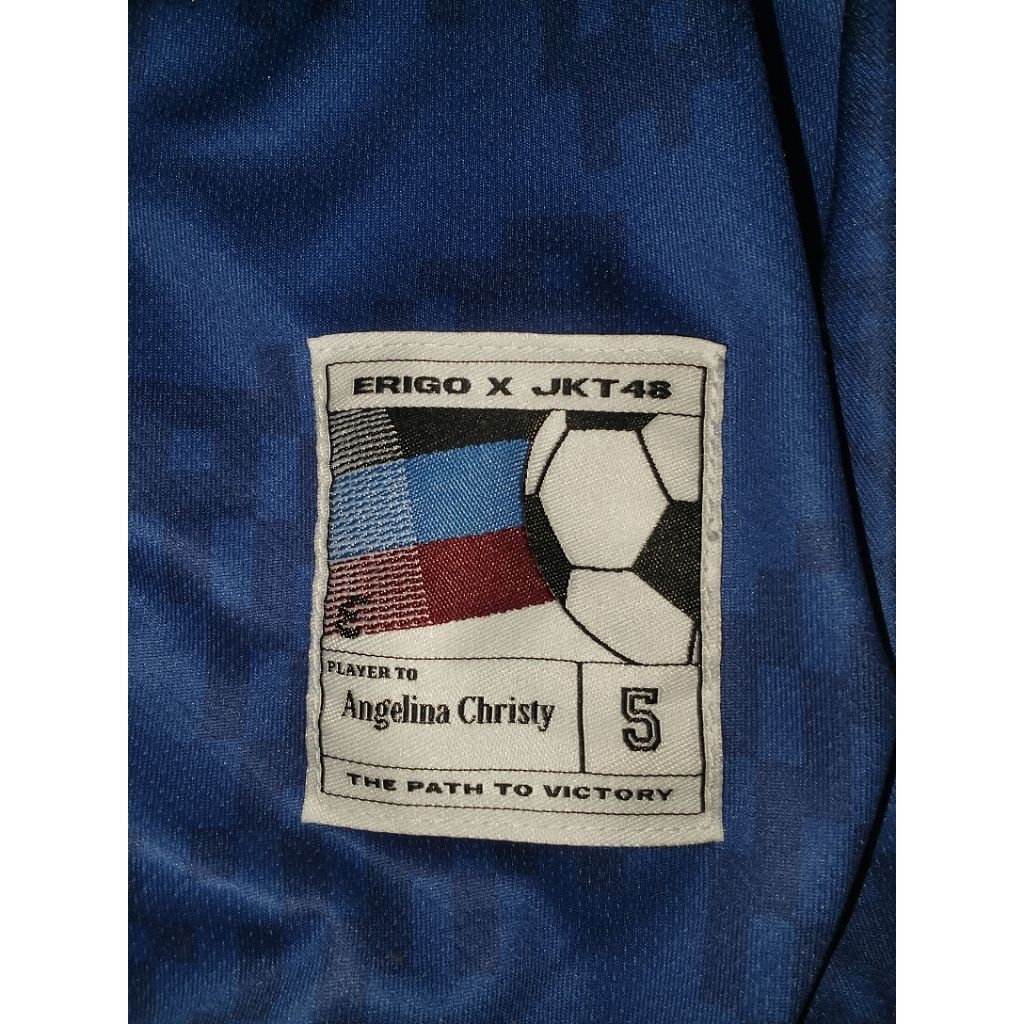 ERIGO X JKT48
PLAYER TO
Angelina Christy
5
THE PATH TO VICTORY